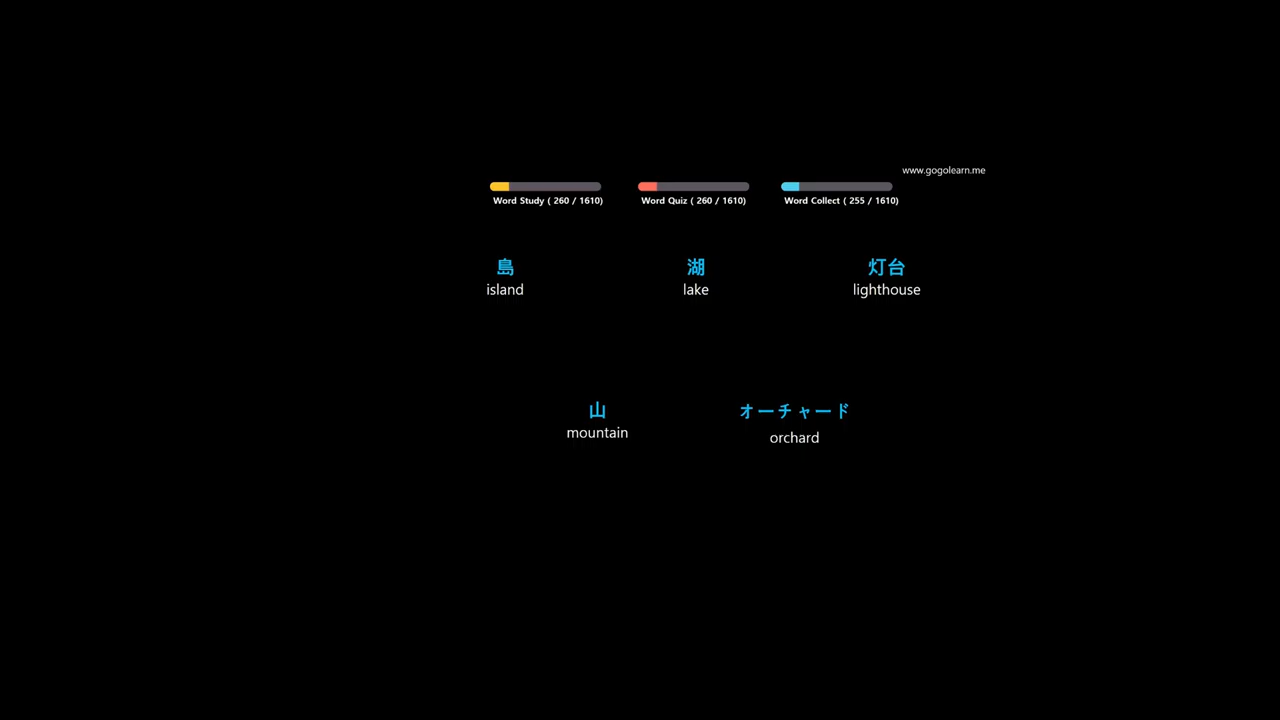 www.gogolearn.me
Word Study ( 260 / 1610)
Word Quiz ( 260 / 1610)
Word Collect ( 255 / 1610)
島
island
湖
lake
灯台
lighthouse
山
mountain
オーチャード
orchard